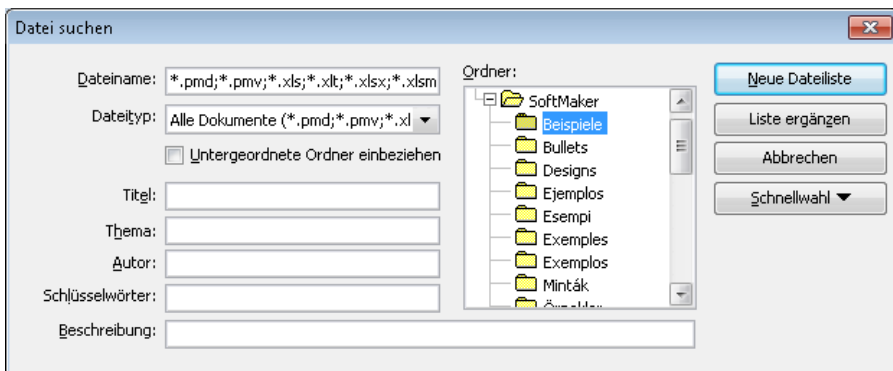 Datei suchen
Dateiname: *.pmd;*.pmv;*.xls;*.xlt;*.xlsx;*.xlsm
Dateityp: Alle Dokumente (*.pmd;*.pmv;*.xl
Untergeordnete Ordner einbeziehen
Titel:
Thema:
Autor:
Schlüsselwörter:
Beschreibung:
Ordner:
SoftMaker
Beispiele
Bullets
Designs
Ejemplos
Esempi
Exemples
Exemplos
Minták
Neue Dateiliste
Liste ergänzen
Abbrechen
Schnellwahl